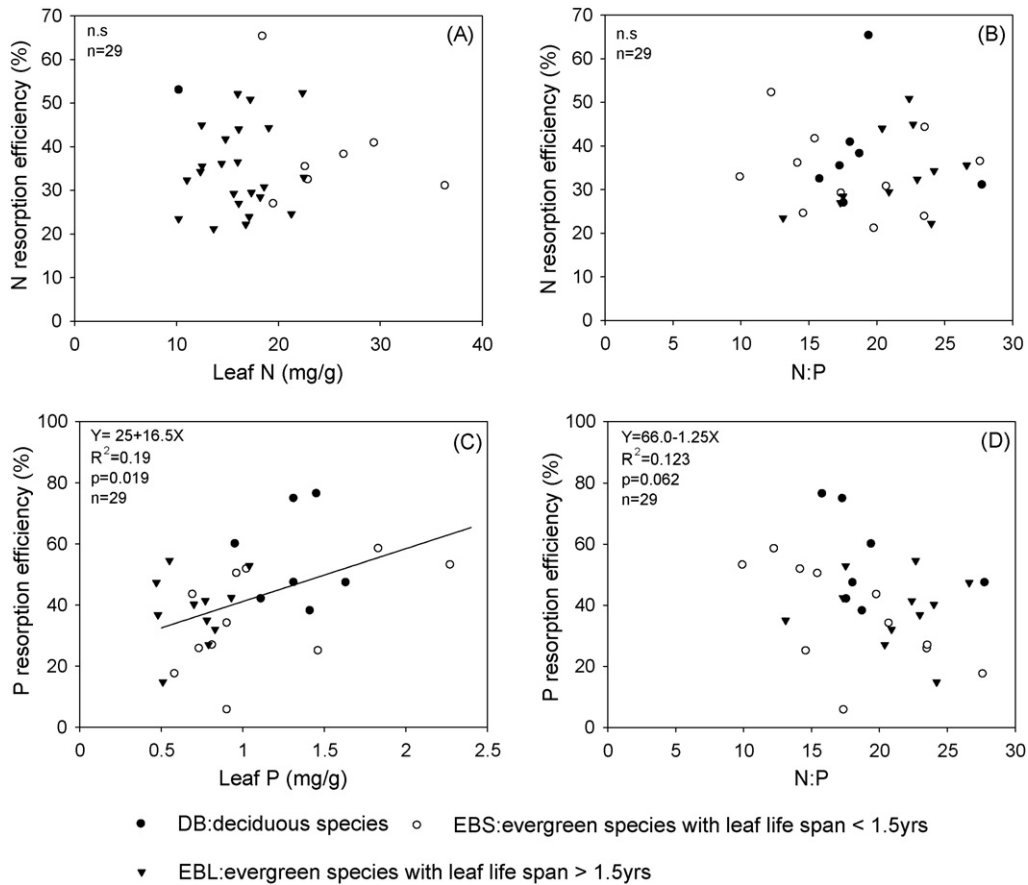 n.s
n=29
(A)
N resorption efficiency (%)
70
60
50
40
30
20
10
0
0 10 20 30 40
Leaf N (mg/g)
n.s
n=29
(B)
N resorption efficiency (%)
70
60
50
40
30
20
10
0
0 5 10 15 20 25 30
N:P
Y= 25+16.5X
R²=0.19
p=0.019
n=29
(C)
P resorption efficiency (%)
100
80
60
40
20
0
0 0.5 1 1.5 2 2.5
Leaf P (mg/g)
Y=66.0-1.25X
R²=0.123
p=0.062
n=29
(D)
P resorption efficiency (%)
100
80
60
40
20
0
0 5 10 15 20 25 30
N:P
DB:deciduous species EBS:evergreen species with leaf life span < 1.5yrs
EBL:evergreen species with leaf life span > 1.5yrs